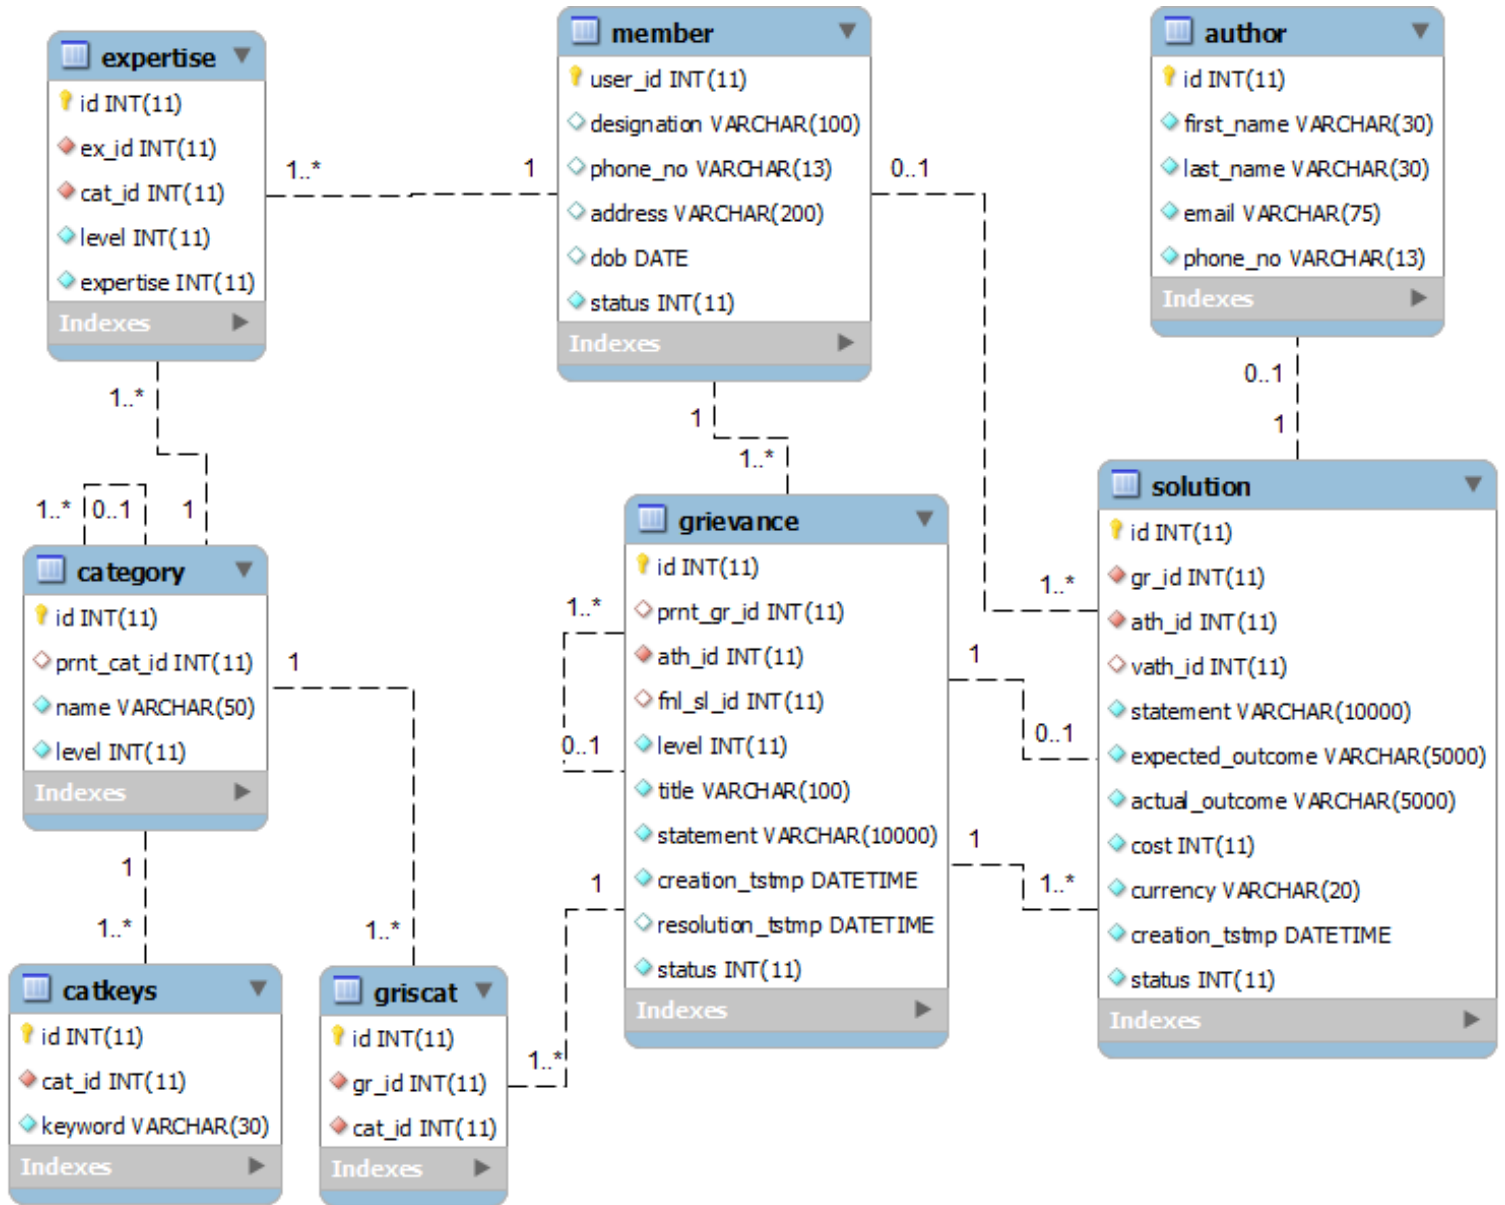 expertise
id INT(11)
ex_id INT(11)
cat_id INT(11)
level INT(11)
expertise INT(11)
Indexes
member
user_id INT(11)
designation VARCHAR(100)
phone_no VARCHAR(13)
address VARCHAR(200)
dob DATE
status INT(11)
Indexes
author
id INT(11)
first_name VARCHAR(30)
last_name VARCHAR(30)
email VARCHAR(75)
phone_no VARCHAR(13)
Indexes
1..*
1
0..1
0..1
1
1..*
1..*
0..1
1
1
1..*
category
id INT(11)
prnt_cat_id INT(11)
name VARCHAR(50)
level INT(11)
Indexes
1
1
1..*
1..*
grievance
id INT(11)
prnt_gr_id INT(11)
ath_id INT(11)
fnl_sl_id INT(11)
level INT(11)
title VARCHAR(100)
statement VARCHAR(10000)
creation_tstmp DATETIME
resolution_tstmp DATETIME
status INT(11)
Indexes
1..*
0..1
1
1..*
1..*
1
0..1
1
1..*
solution
id INT(11)
gr_id INT(11)
ath_id INT(11)
vath_id INT(11)
statement VARCHAR(10000)
expected_outcome VARCHAR(5000)
actual_outcome VARCHAR(5000)
cost INT(11)
currency VARCHAR(20)
creation_tstmp DATETIME
status INT(11)
Indexes
catkeys
id INT(11)
cat_id INT(11)
keyword VARCHAR(30)
Indexes
griscat
id INT(11)
gr_id INT(11)
cat_id INT(11)
Indexes